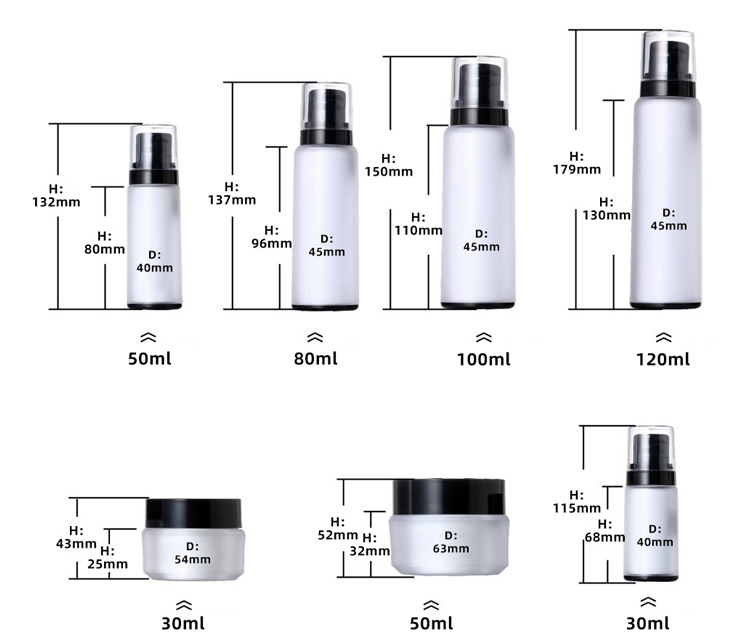 H:
132mm
H:
80mm
D:
40mm
50ml
H:
137mm
H:
96mm
D:
45mm
80ml
H:
150mm
H:
110mm
D:
45mm
100ml
H:
179mm
H:
130mm
D:
45mm
120ml
H:
43mm
H:
25mm
D:
54mm
30ml
H:
52mm
H:
32mm
D:
63mm
50ml
H:
115mm
H:
68mm
D:
40mm
30ml